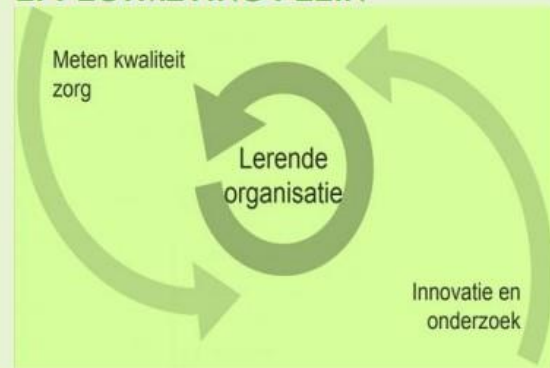 Meten kwaliteit
zorg
Lerende
organisatie
Innovatie en
onderzoek